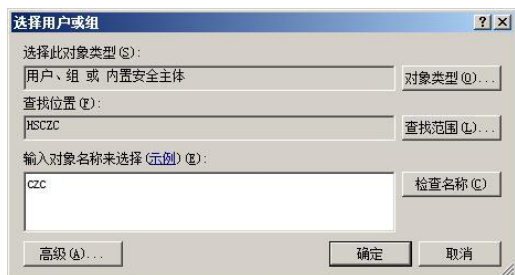 选择用户或组
选择此对象类型(S):
用户、组 或 内置安全主体
对象类型(O)...
查找位置(F):
HSCZC
查找范围(L)...
输入对象名称来选择(示例)(E):
CZC
检查名称(C)
高级(A)...
确定
取消